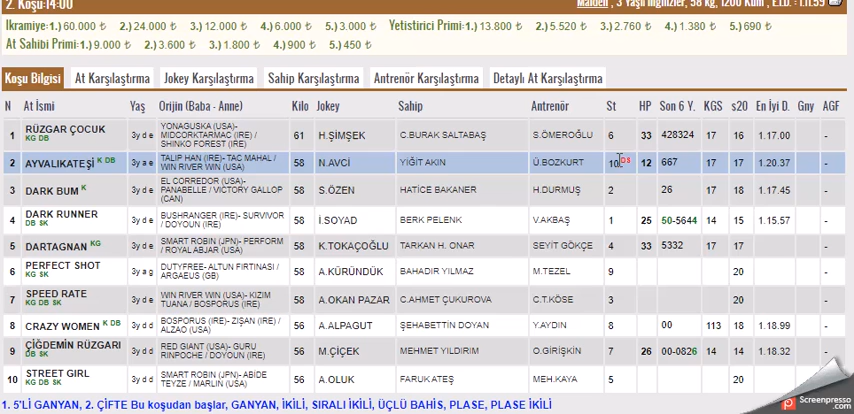 2. Koşu:14:00 Maiden , 3 Yaşlı İngilizler, 58 Kg, 1200 Kum , E.İ.D. : 1.11.59
İkramiye:1.) 60.000 ₺ 2.) 24.000 ₺ 3.) 12.000 ₺ 4.) 6.000 ₺ 5.) 3.000 ₺ Yetistirici Primi:1.) 13.800 ₺ 2.) 5.520 ₺ 3.) 2.760 ₺ 4.) 1.380 ₺ 5.) 690 ₺
At Sahibi Primi:1.) 9.000 ₺ 2.) 3.600 ₺ 3.) 1.800 ₺ 4.) 900 ₺ 5.) 450 ₺
Koşu Bilgisi At Karşılaştırma Jokey Karşılaştırma Sahip Karşılaştırma Antrenör Karşılaştırma Detaylı At Karşılaştırma
N At İsmi Yaş Orijin (Baba - Anne) Kilo Jokey Sahip Antrenör St HP Son 6 Y. KGS s20 En İyi D. Gny AGF
1 RÜZGAR ÇOCUK KG DB 3y d e YONAGUSKA (USA)- MIDCORKTARMAC (IRE) / SHINKO FOREST (IRE) 61 H.ŞİMŞEK C.BURAK SALTABAŞ S.ÖMEROĞLU 6 33 428324 17 16 1.17.00 -
2 AYVALIKATEŞİ K DB 3y a e TALIP HAN (IRE)- TAC MAHAL / WIN RIVER WIN (USA) 58 N.AVCİ YİĞİT AKIN Ü.BOZKURT 10 DS 12 667 17 17 1.20.37 -
3 DARK BUM K 3y d e EL CORREDOR (USA)- PANABELLE / VICTORY GALLOP (CAN) 58 S.ÖZEN HATİCE BAKANER H.DURMUŞ 2 26 17 18 1.17.45 -
4 DARK RUNNER DB SK 3y d e BUSHRANGER (IRE)- SURVIVOR / DOYOUN (IRE) 58 İ.SOYAD BERK PELENK V.AKBAŞ 1 25 50-5644 14 15 1.15.57 -
5 DARTAGNAN KG 3y d e SMART ROBIN (JPN)- PERFORM / ROYAL ABJAR (USA) 58 K.TOKAÇOĞLU TARKAN H. ONAR SEYİT GÖKÇE 4 33 5332 17 17 -
6 PERFECT SHOT KG SK 3y a g DUTYFREE- ALTUN FIRTINASI / ARGAEUS (GB) 58 A.KÜRÜNDÜK BAHADIR YILMAZ M.TEZEL 9 20 -
7 SPEED RATE KG DB SK 3y d e WIN RIVER WIN (USA)- KIZIM TUANA / BOSPORUS (IRE) 58 A.OKAN PAZAR C.AHMET ÇUKUROVA C.T.KÖSE 3 20 -
8 CRAZY WOMEN K DB 3y d d BOSPORUS (IRE)- ZİŞAN (IRE) / ALZAO (USA) 56 A.ALPAGUT ŞEHABETTİN DOYAN Y.AYDIN 8 00 113 18 1.18.99 -
9 ÇİĞDEMİN RÜZGARI DB SK 3y d d RED GIANT (USA)- GURU RINPOCHE / DOYOUN (IRE) 56 M.ÇİÇEK MEHMET YILDIRIM O.GİRİŞKİN 7 26 00-0826 14 14 1.18.32 -
10 STREET GIRL KG DB SK 3y d d SMART ROBIN (JPN)- ABİDE TEYZE / MARLIN (USA) 56 A.OLUK FARUK ATEŞ MEH.KAYA 5 20
1. 5'Lİ GANYAN, 2. ÇİFTE Bu koşudan başlar, GANYAN, İKİLİ, SIRALI İKİLİ, ÜÇLÜ BAHİS, PLASE, PLASE İKİLİ
Screenpresso
.com